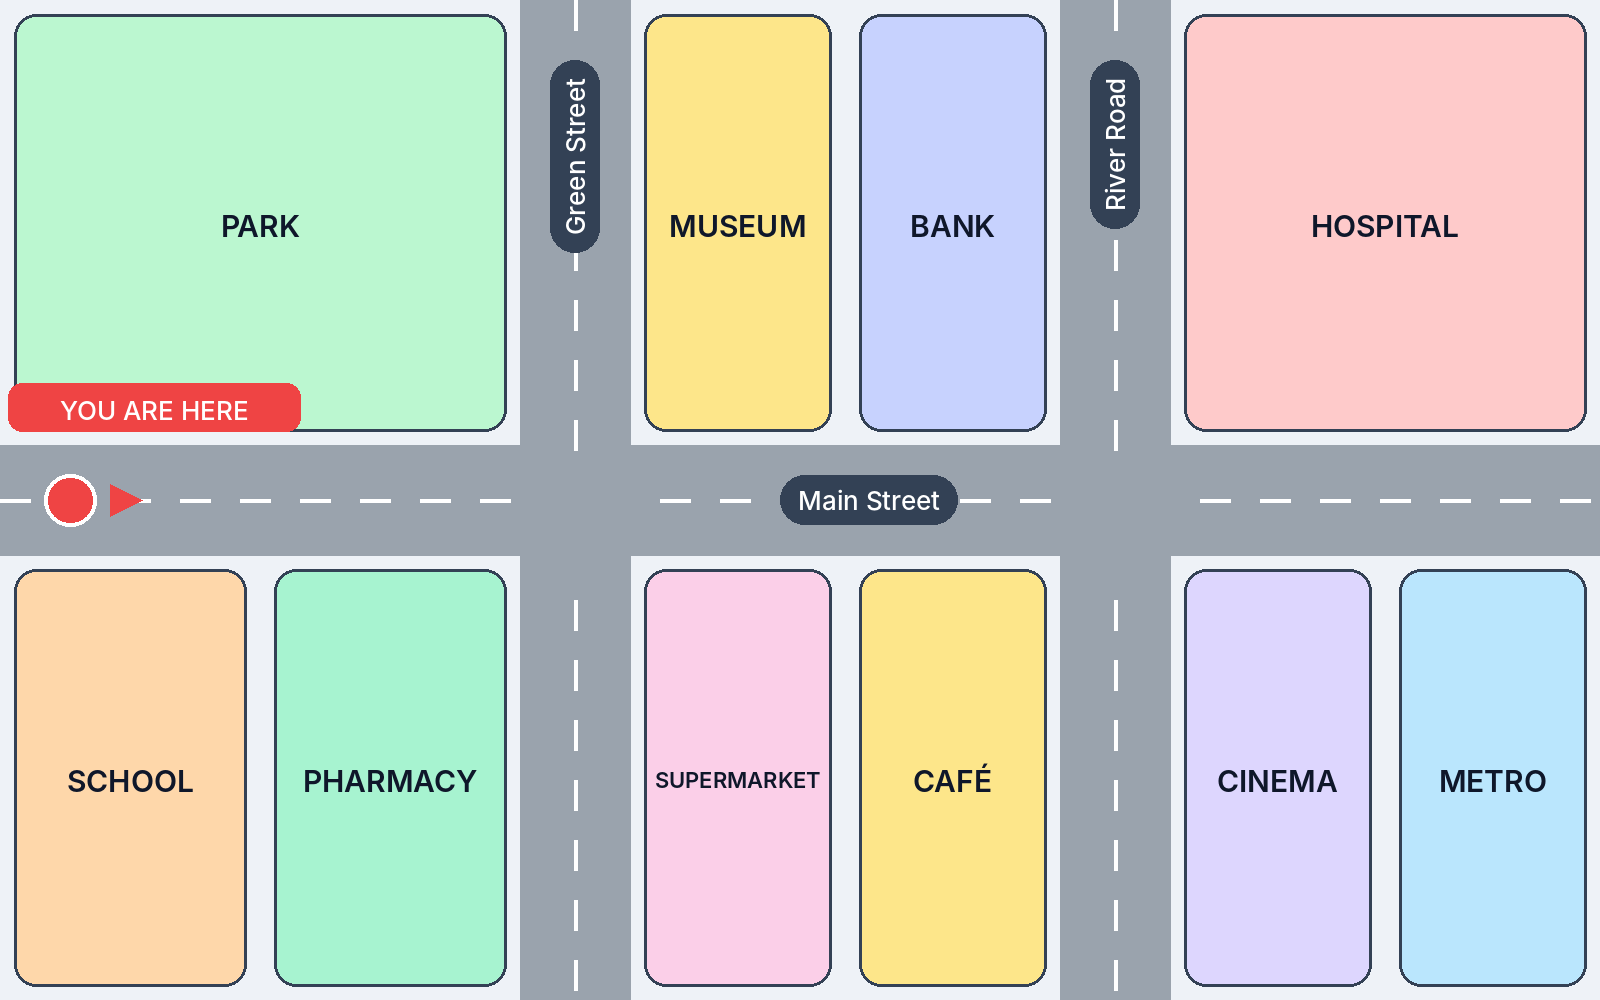 Green Street
River Road
PARK
MUSEUM
BANK
HOSPITAL
YOU ARE HERE
Main Street
SCHOOL
PHARMACY
SUPERMARKET
CAFÉ
CINEMA
METRO